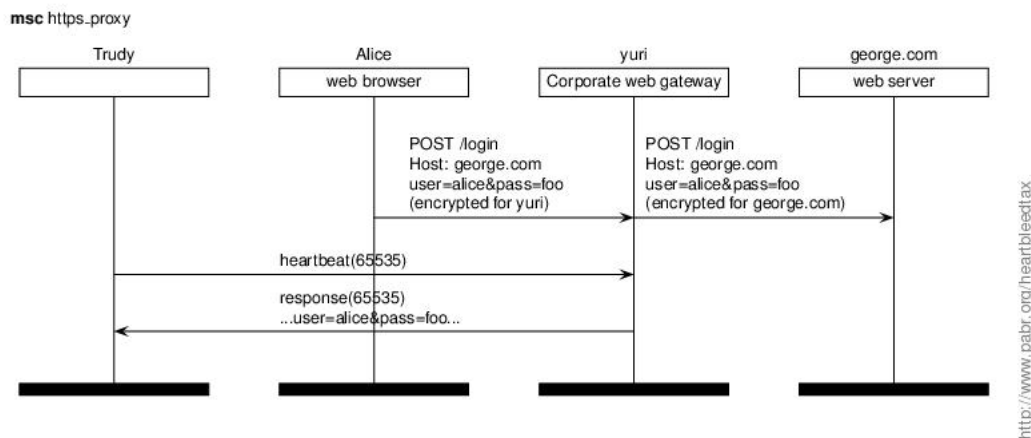 msc https_proxy
Trudy
Alice
yuri
george.com
web browser
Corporate web gateway
web server
POST /login
Host: george.com
user=alice&pass=foo
(encrypted for yuri)
POST /login
Host: george.com
user=alice&pass=foo
(encrypted for george.com)
heartbeat(65535)
response(65535)
...user=alice&pass=foo...
http://www.pabr.org/heartbleedtax